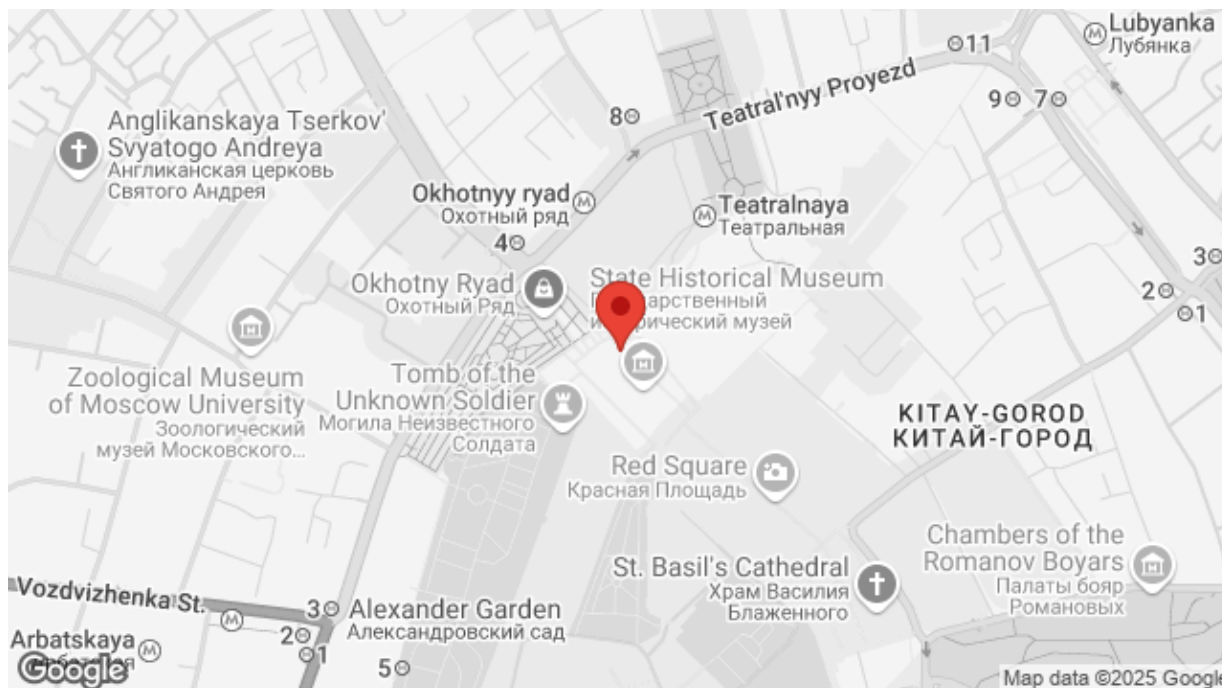 Lubyanka
Лубянка
11
Teatral'nyy Proyezd
9
7
8
Anglikanskaya Tserkov'
Svyatogo Andreya
Англиканская церковь
Святого Андрея
Okhotnyy ryad
Охотный ряд
Teatralnaya
Театральная
4
3
2
1
Okhotny Ryad
Охотный Ряд
State Historical Museum
музей
Zoological Museum
of Moscow University
Зоологический
музей Московского...
Tomb of the
Unknown Soldier
Могила Неизвестного
Солдата
KITAY-GOROD
КИТАЙ-ГОРОД
Red Square
Красная Площадь
St. Basil's Cathedral
Храм Василия
Блаженного
Chambers of the
Romanov Boyars
Палаты бояр
Романовых
Vozdvizhenka St.
3
2
1
Alexander Garden
Александровский сад
5
Arbatskaya
Google
Map data ©2025 Google